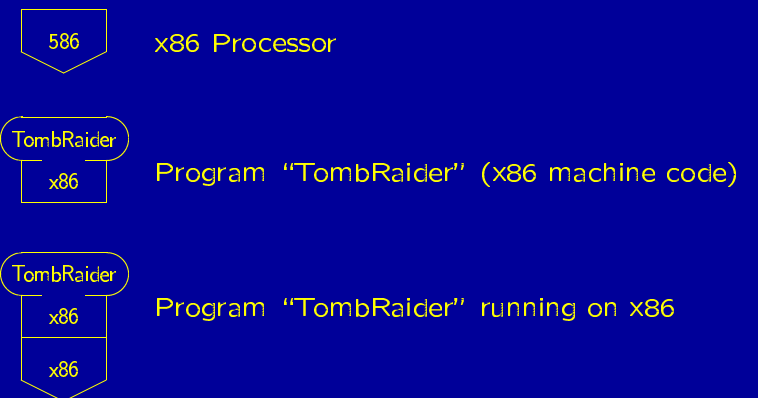 586
x86 Processor
TombRaider
x86
Program “TombRaider” (x86 machine code)
TombRaider
x86
Program “TombRaider” running on x86
x86